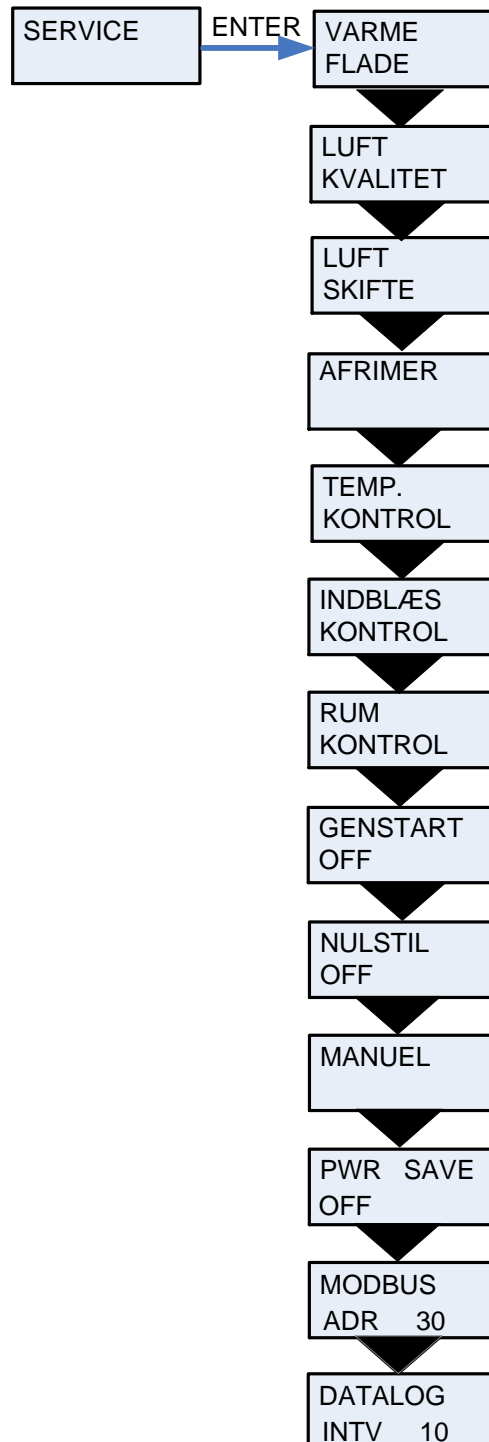 SERVICE
ENTER
VARME
FLADE
LUFT
KVALITET
LUFT
SKIFTE
AFRIMER
TEMP.
KONTROL
INDBLÆS
KONTROL
RUM
KONTROL
GENSTART
OFF
NULSTIL
OFF
MANUEL
PWR SAVE
OFF
MODBUS
ADR 30
DATALOG
INTV 10